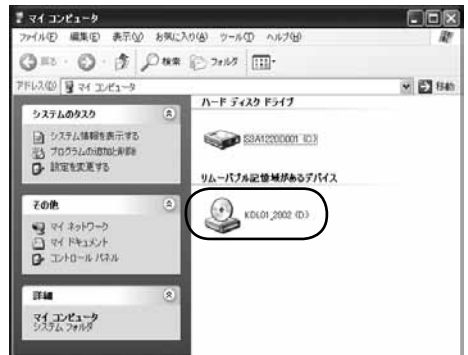 マイ コンピュータ
ファイル(F) 編集(E) 表示(V) お気に入り(A) ツール(T) ヘルプ(H)
戻る 検索 フォルダ
アドレス(D) マイ コンピュータ 移動
システムのタスク
システム情報を表示する
プログラムの追加と削除
設定を変更する
その他
マイ ネットワーク
マイ ドキュメント
コントロール パネル
詳細
マイ コンピュータ
システム フォルダ
ハード ディスク ドライブ
S3A1220D001 (C:)
リムーバブル記憶域があるデバイス
KDL01_2002 (D:)